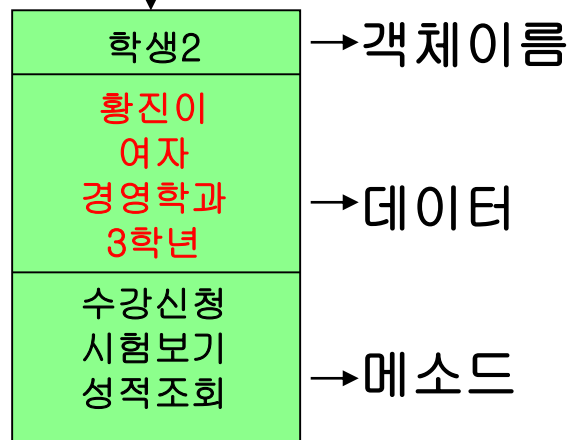 학생2
객체이름
황진이
여자
경영학과
3학년
데이터
수강신청
시험보기
성적조회
메소드